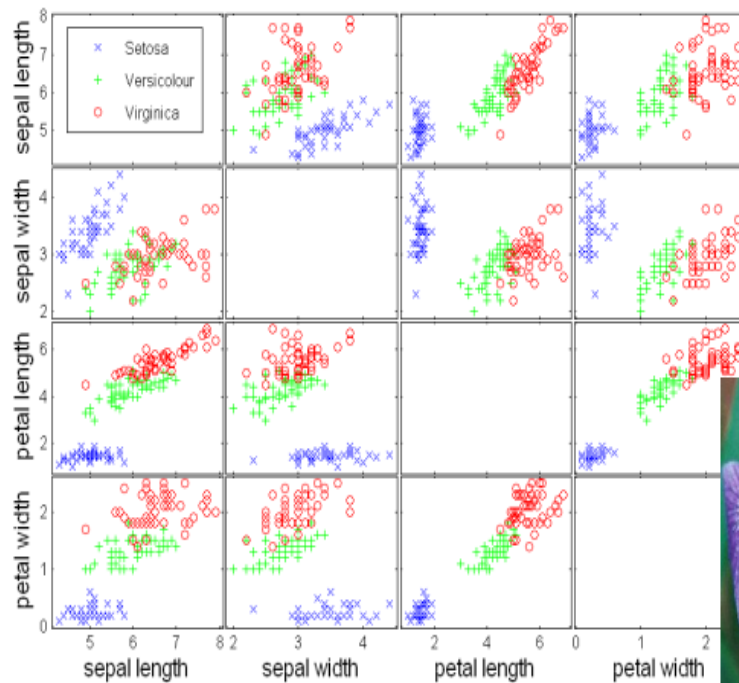 8
Setosa
Versicolour
Virginica
7
6
5
sepal length
4
3
2
sepal width
6
4
2
petal length
2
1
0
petal width
5 6 7 8 2 3 4 2 4 6 0 1 2
sepal length sepal width petal length petal width